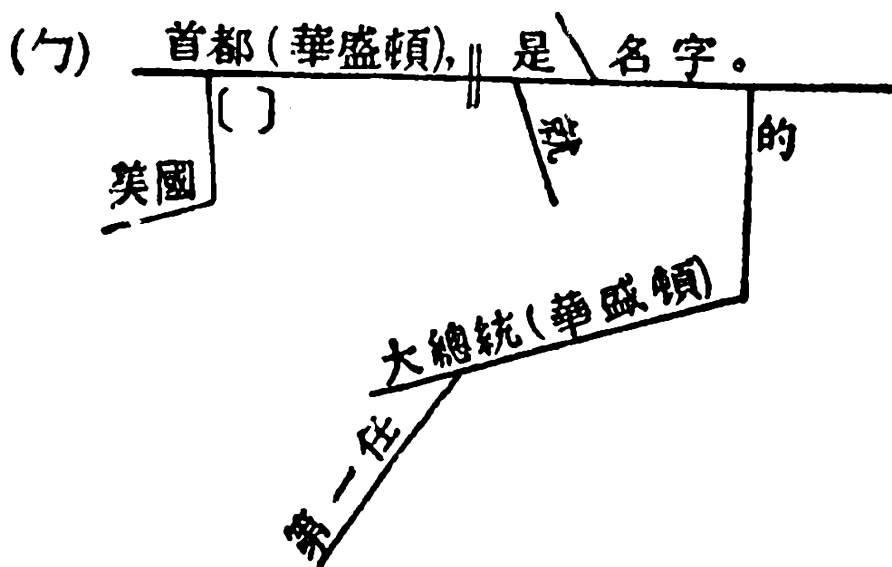 (ㄅ) 首都(華盛頓), 是 名字。
〔 〕
就
的
美國
大總統(華盛頓)
第一任